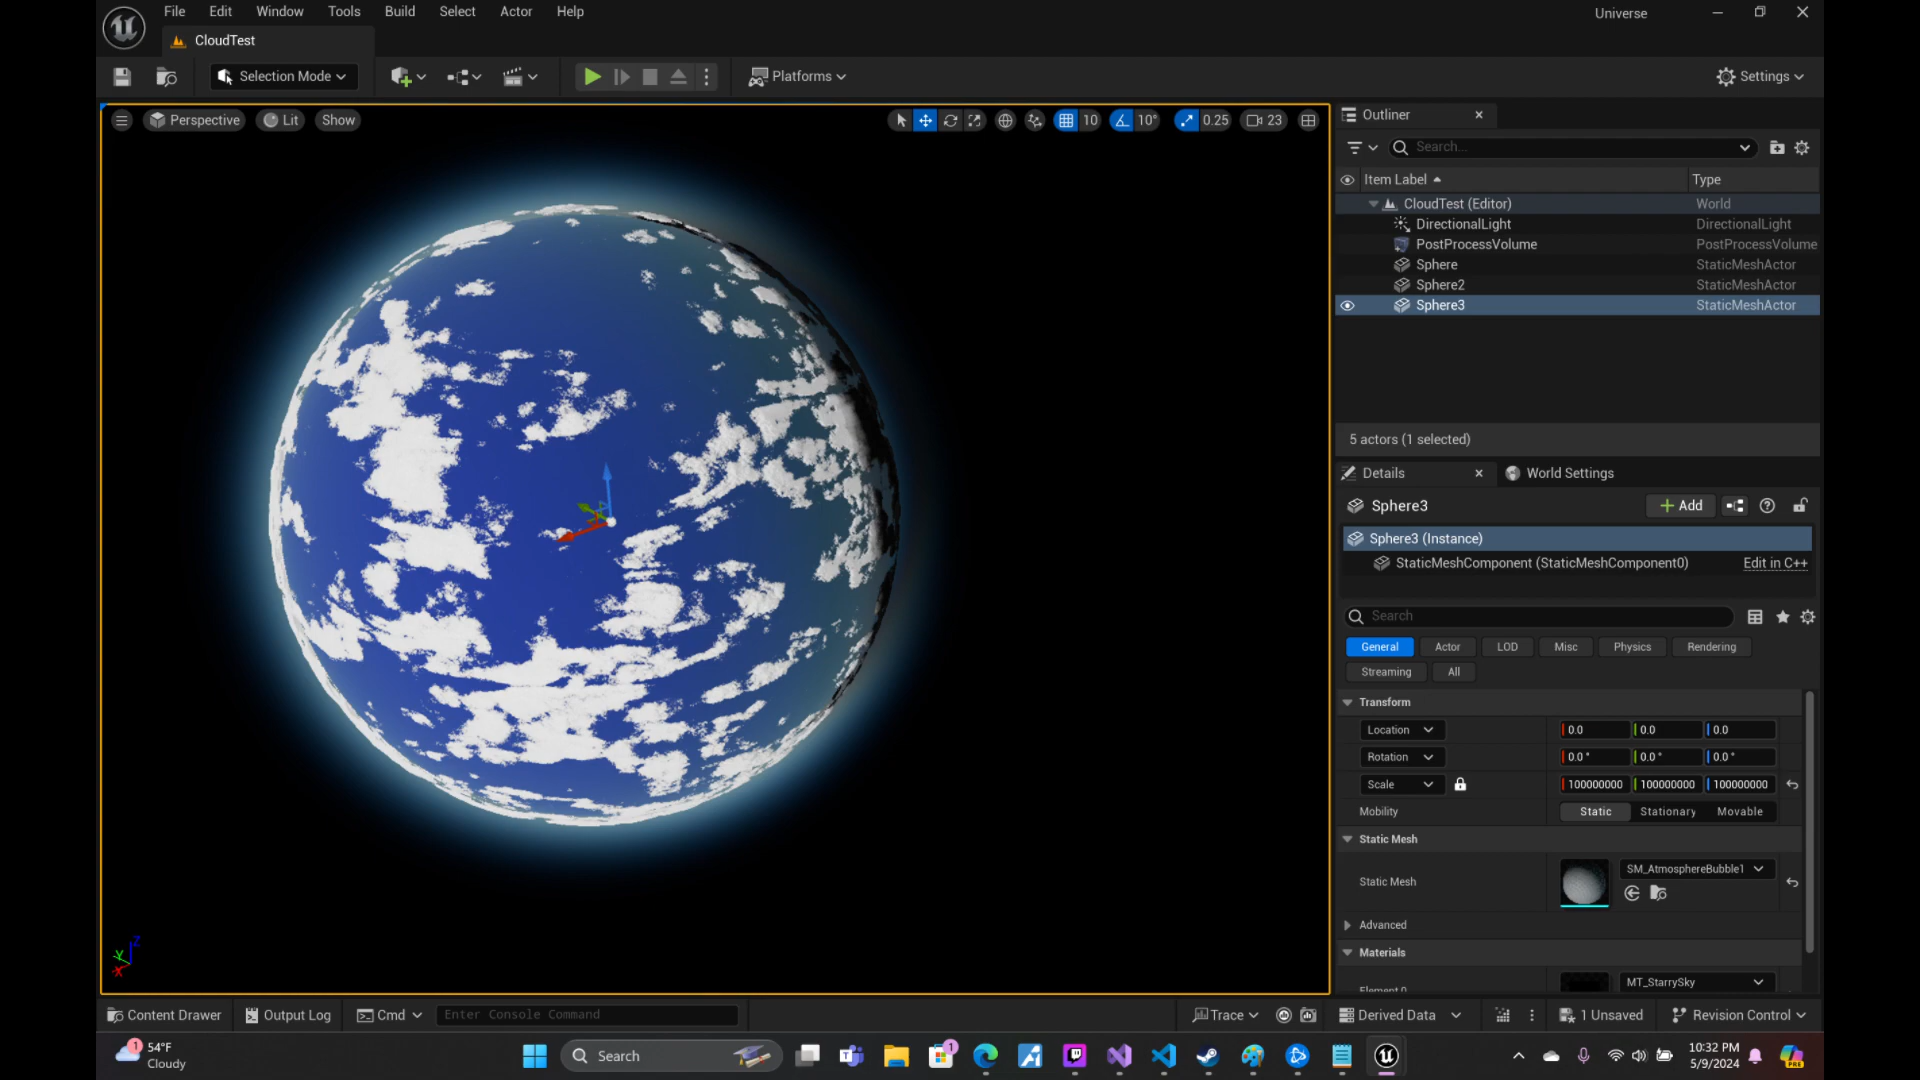 File Edit Window Tools Build Select Actor Help
Universe
CloudTest
Selection Mode
Platforms
Settings
Perspective Lit Show
10 10° 0.25 23
Outliner
Search...
Item Label Type
CloudTest (Editor) World
DirectionalLight DirectionalLight
PostProcessVolume PostProcessVolume
Sphere StaticMeshActor
Sphere2 StaticMeshActor
Sphere3 StaticMeshActor
5 actors (1 selected)
Details World Settings
Sphere3
Add
Sphere3 (Instance)
StaticMeshComponent (StaticMeshComponent0) Edit in C++
Search
General Actor LOD Misc Physics Rendering
Streaming All
Transform
Location 0.0 0.0 0.0
Rotation 0.0° 0.0° 0.0°
Scale 100000000 100000000 100000000
Mobility Static Stationary Movable
Static Mesh
SM_AtmosphereBubble1
Static Mesh
Advanced
Materials
MT_StarrySky
Element 0
Z
Y
X
Content Drawer Output Log Cmd Enter Console Command
Trace Derived Data 1 Unsaved Revision Control
1 54°F
Cloudy
Search
1
10:32 PM
5/9/2024
PRE